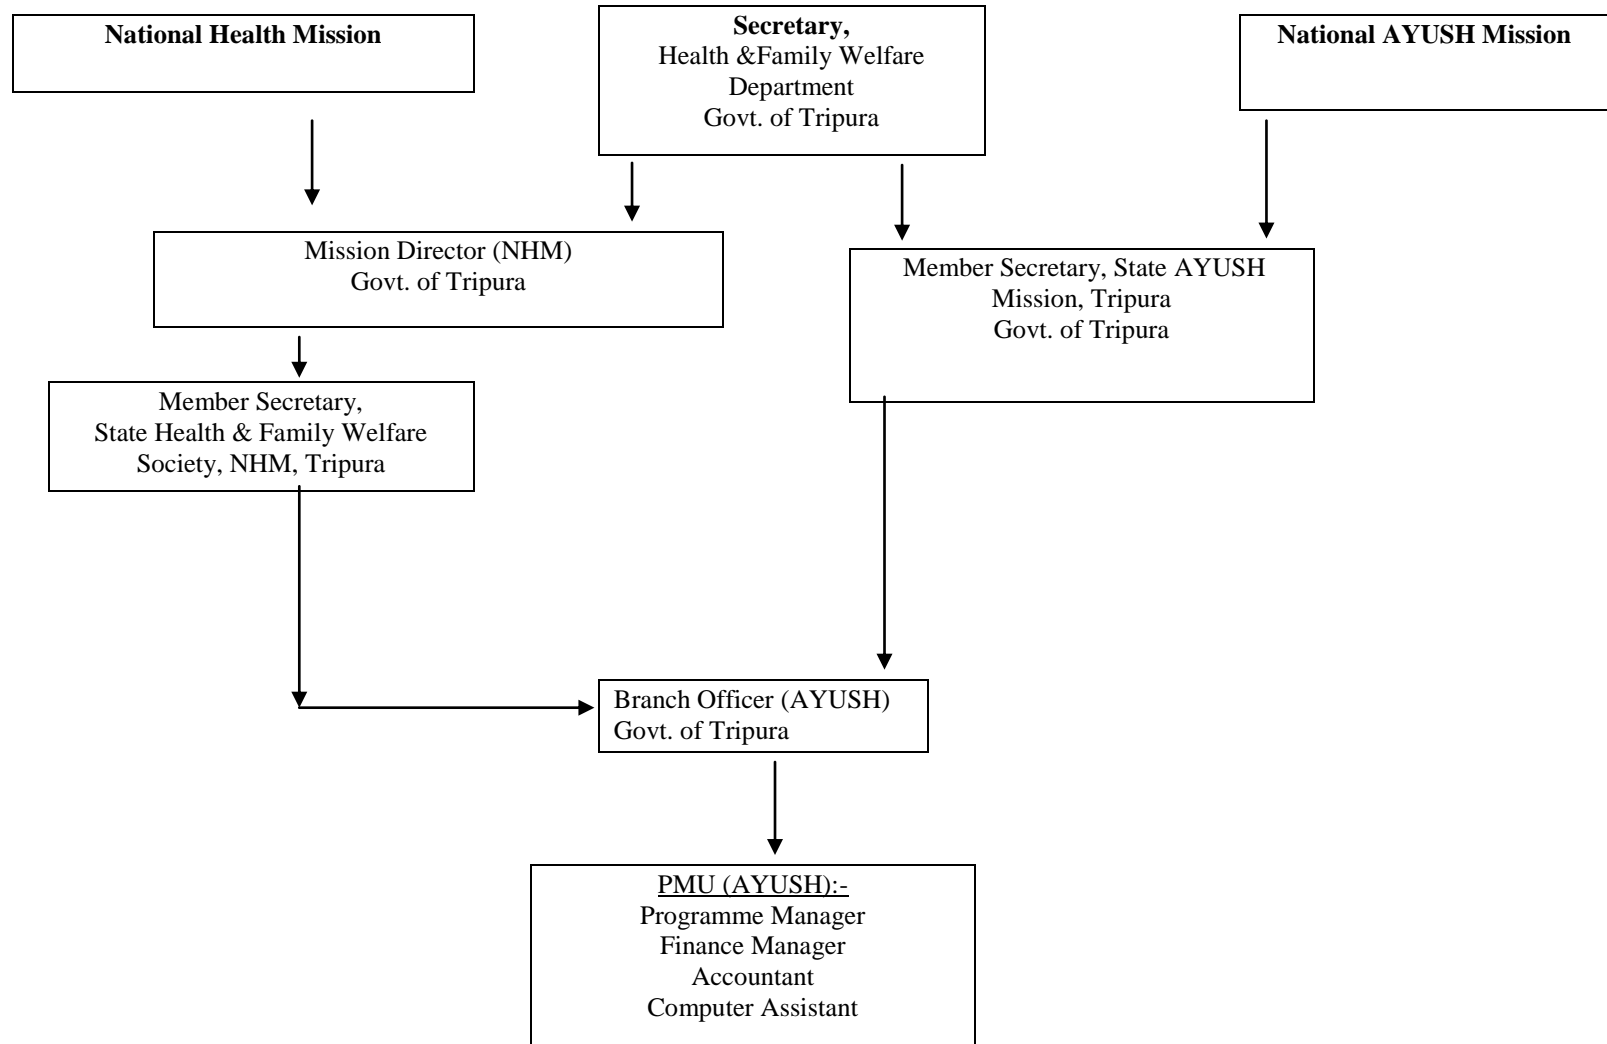 National Health Mission
Secretary,
Health &Family Welfare
Department
Govt. of Tripura
National AYUSH Mission
Mission Director (NHM)
Govt. of Tripura
Member Secretary, State AYUSH
Mission, Tripura
Govt. of Tripura
Member Secretary,
State Health & Family Welfare
Society, NHM, Tripura
Branch Officer (AYUSH)
Govt. of Tripura
PMU (AYUSH):-
Programme Manager
Finance Manager
Accountant
Computer Assistant